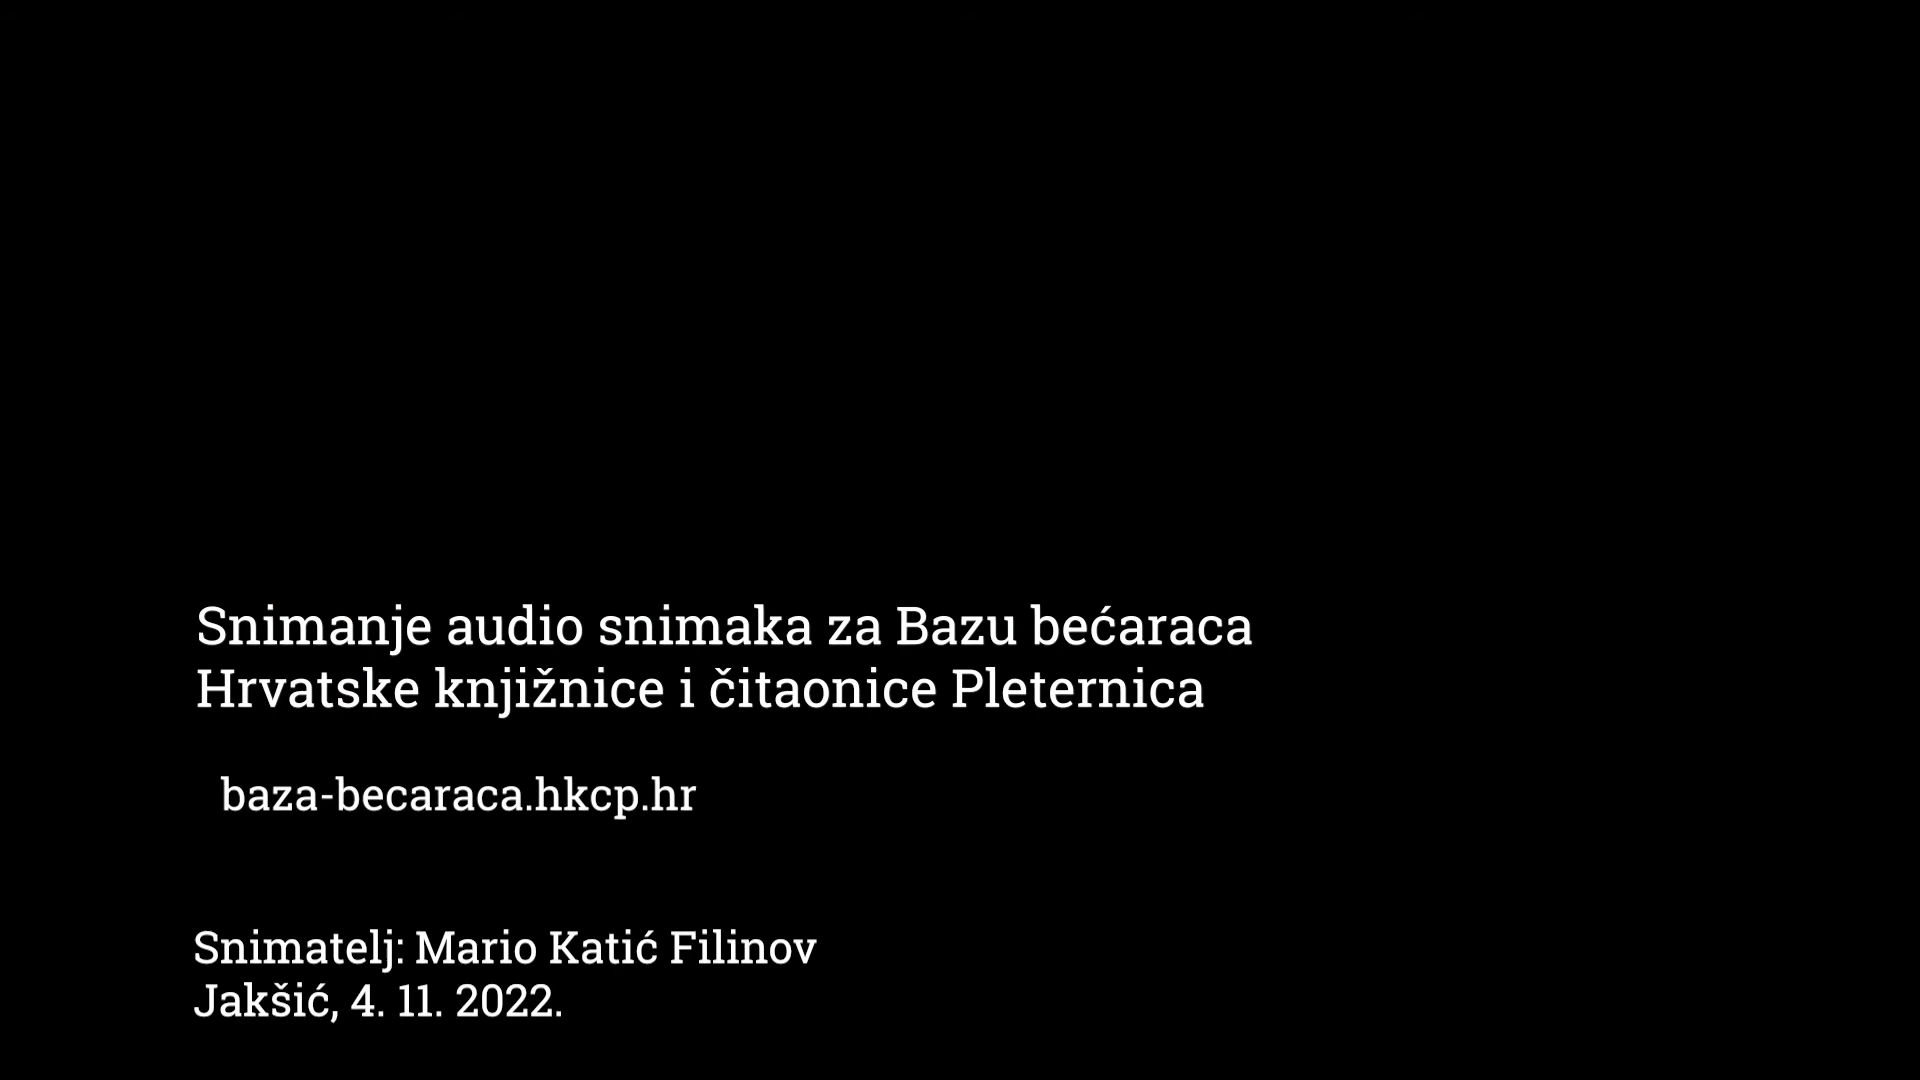 Snimanje audio snimaka za Bazu bećaraca
Hrvatske knjižnice i čitaonice Pleternica
baza-becaraca.hkcp.hr
Snimatelj: Mario Katić Filinov
Jakšić, 4. 11. 2022.